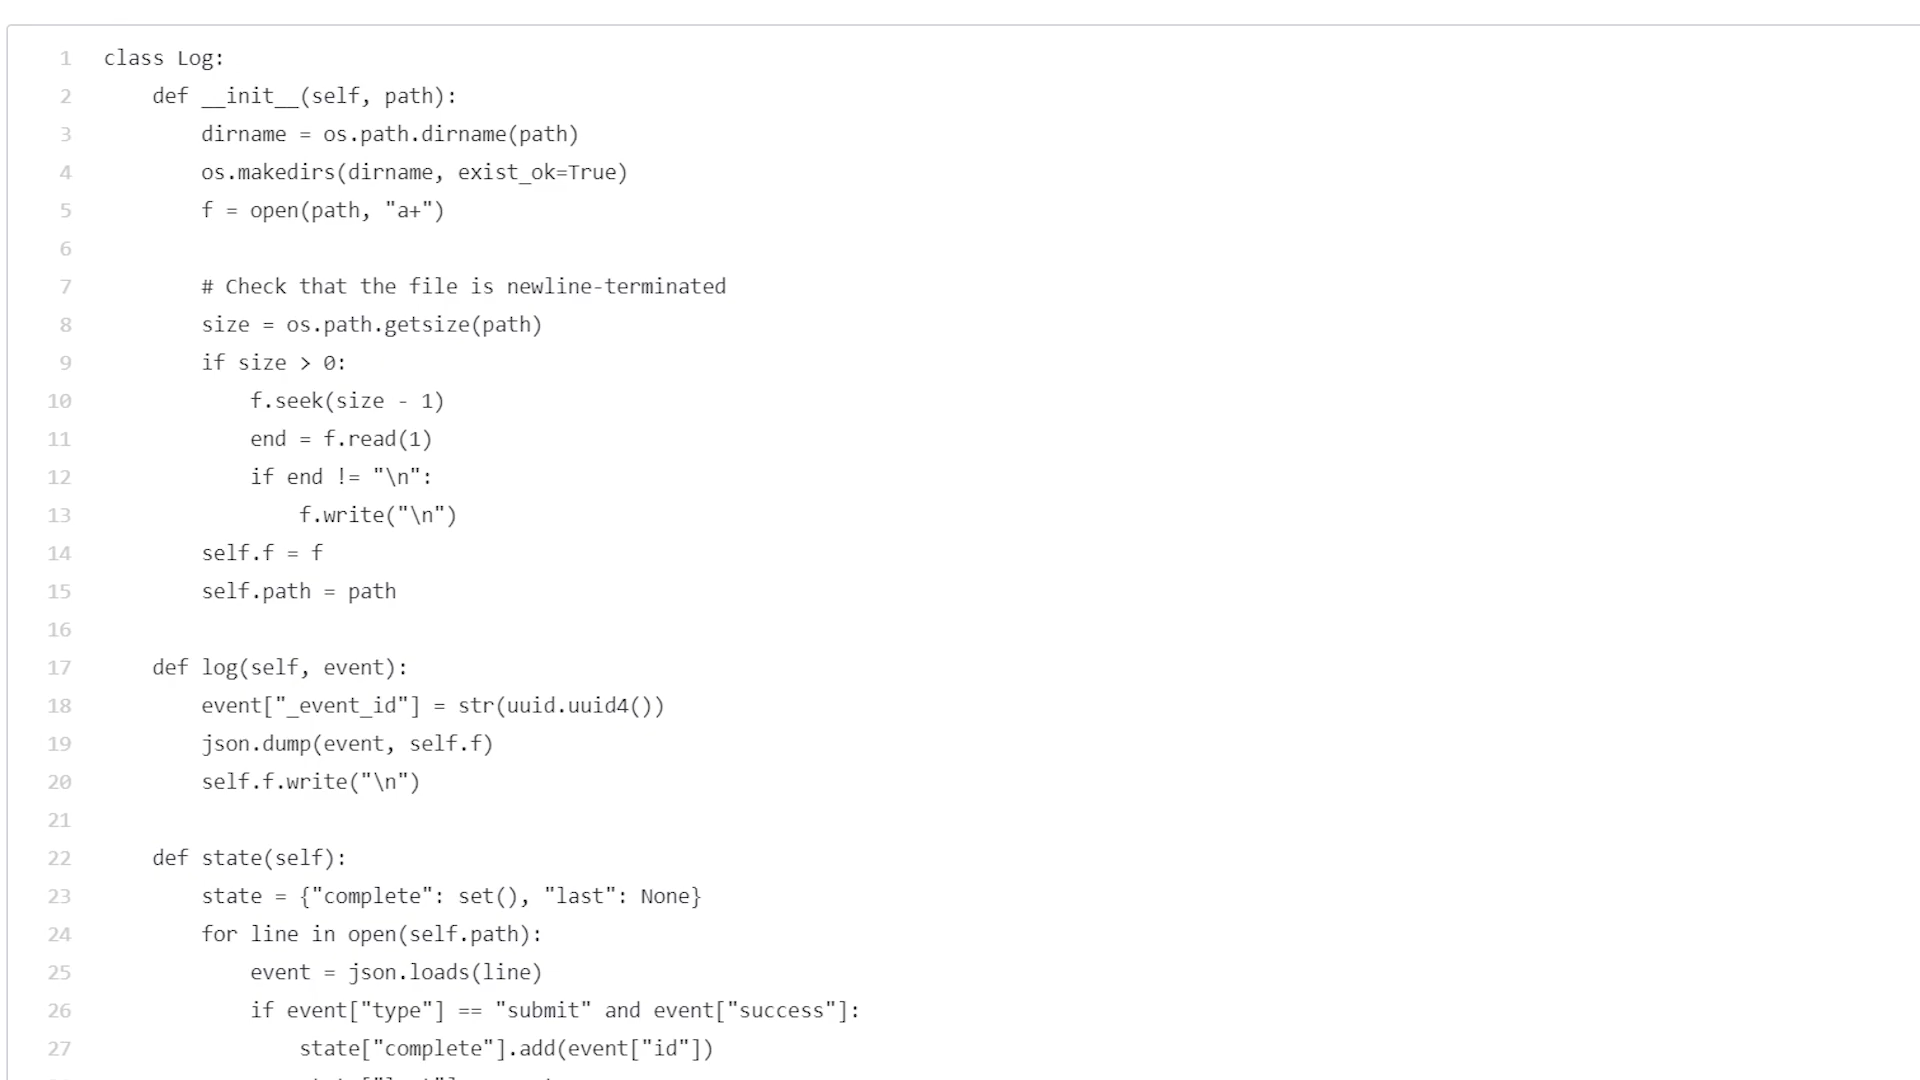 1 class Log:
2 def __init__(self, path):
3 dirname = os.path.dirname(path)
4 os.makedirs(dirname, exist_ok=True)
5 f = open(path, "a+")
6
7 # Check that the file is newline-terminated
8 size = os.path.getsize(path)
9 if size > 0:
10 f.seek(size - 1)
11 end = f.read(1)
12 if end != "\n":
13 f.write("\n")
14 self.f = f
15 self.path = path
16
17 def log(self, event):
18 event["_event_id"] = str(uuid.uuid4())
19 json.dump(event, self.f)
20 self.f.write("\n")
21
22 def state(self):
23 state = {"complete": set(), "last": None}
24 for line in open(self.path):
25 event = json.loads(line)
26 if event["type"] == "submit" and event["success"]:
27 state["complete"].add(event["id"])